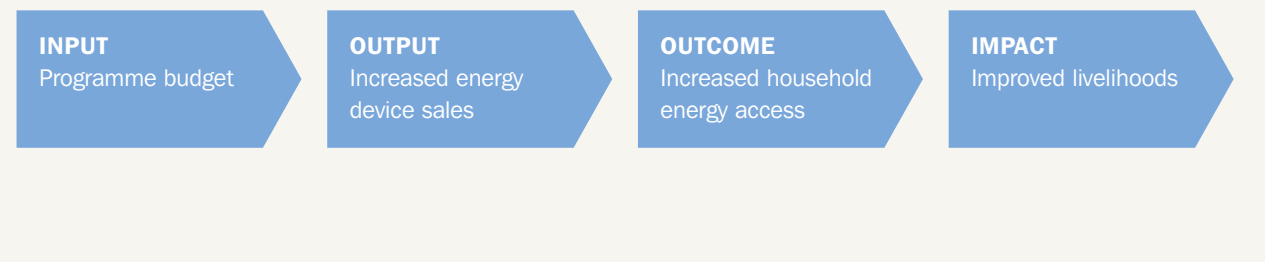 INPUT
Programme budget
OUTPUT
Increased energy
device sales
OUTCOME
Increased household
energy access
IMPACT
Improved livelihoods